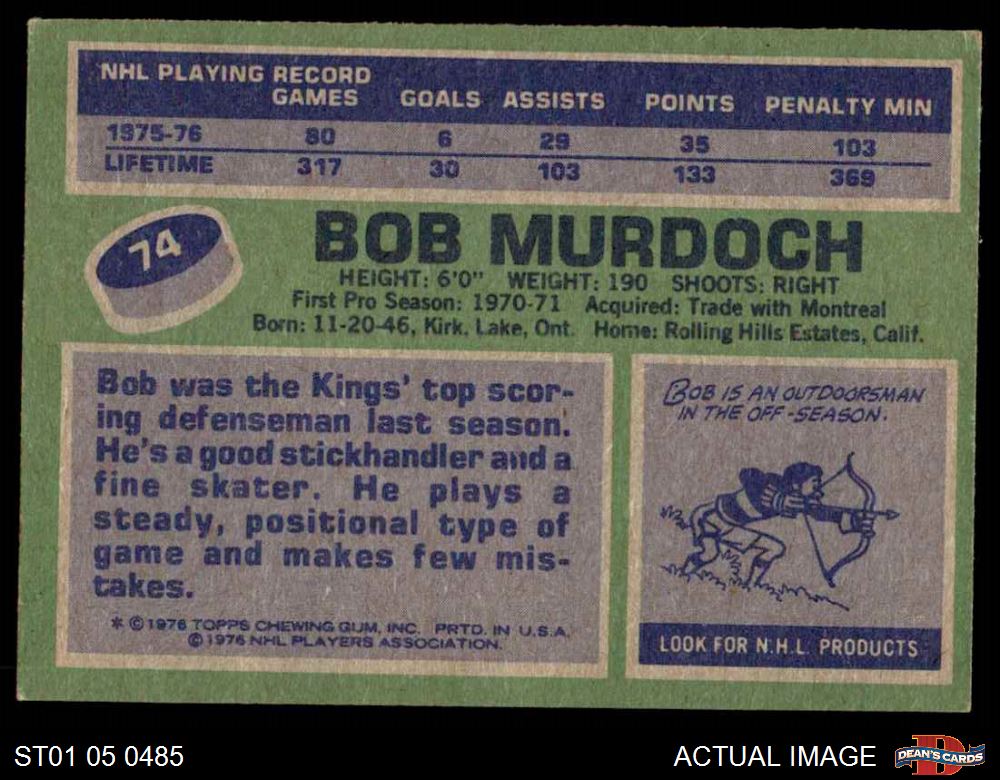 NHL PLAYING RECORD
GAMES GOALS ASSISTS POINTS PENALTY MIN
1975-76 80 6 29 35 103
LIFETIME 317 30 103 133 369
74
BOB MURDOCH
HEIGHT: 6'0" WEIGHT: 190 SHOOTS: RIGHT
First Pro Season: 1970-71 Acquired: Trade with Montreal
Born: 11-20-46, Kirk. Lake, Ont. Home: Rolling Hills Estates, Calif.
Bob was the Kings' top scor-
ing defenseman last season.
He's a good stickhandler and a
fine skater. He plays a
steady, positional type of
game and makes few mis-
takes.
* © 1976 TOPPS CHEWING GUM, INC. PRTD. IN U.S.A.
© 1976 NHL PLAYERS ASSOCIATION.
BOB IS AN OUTDOORSMAN
IN THE OFF-SEASON.
LOOK FOR N.H.L. PRODUCTS
ST01 05 0485
ACTUAL IMAGE
D
DEAN'S CARDS